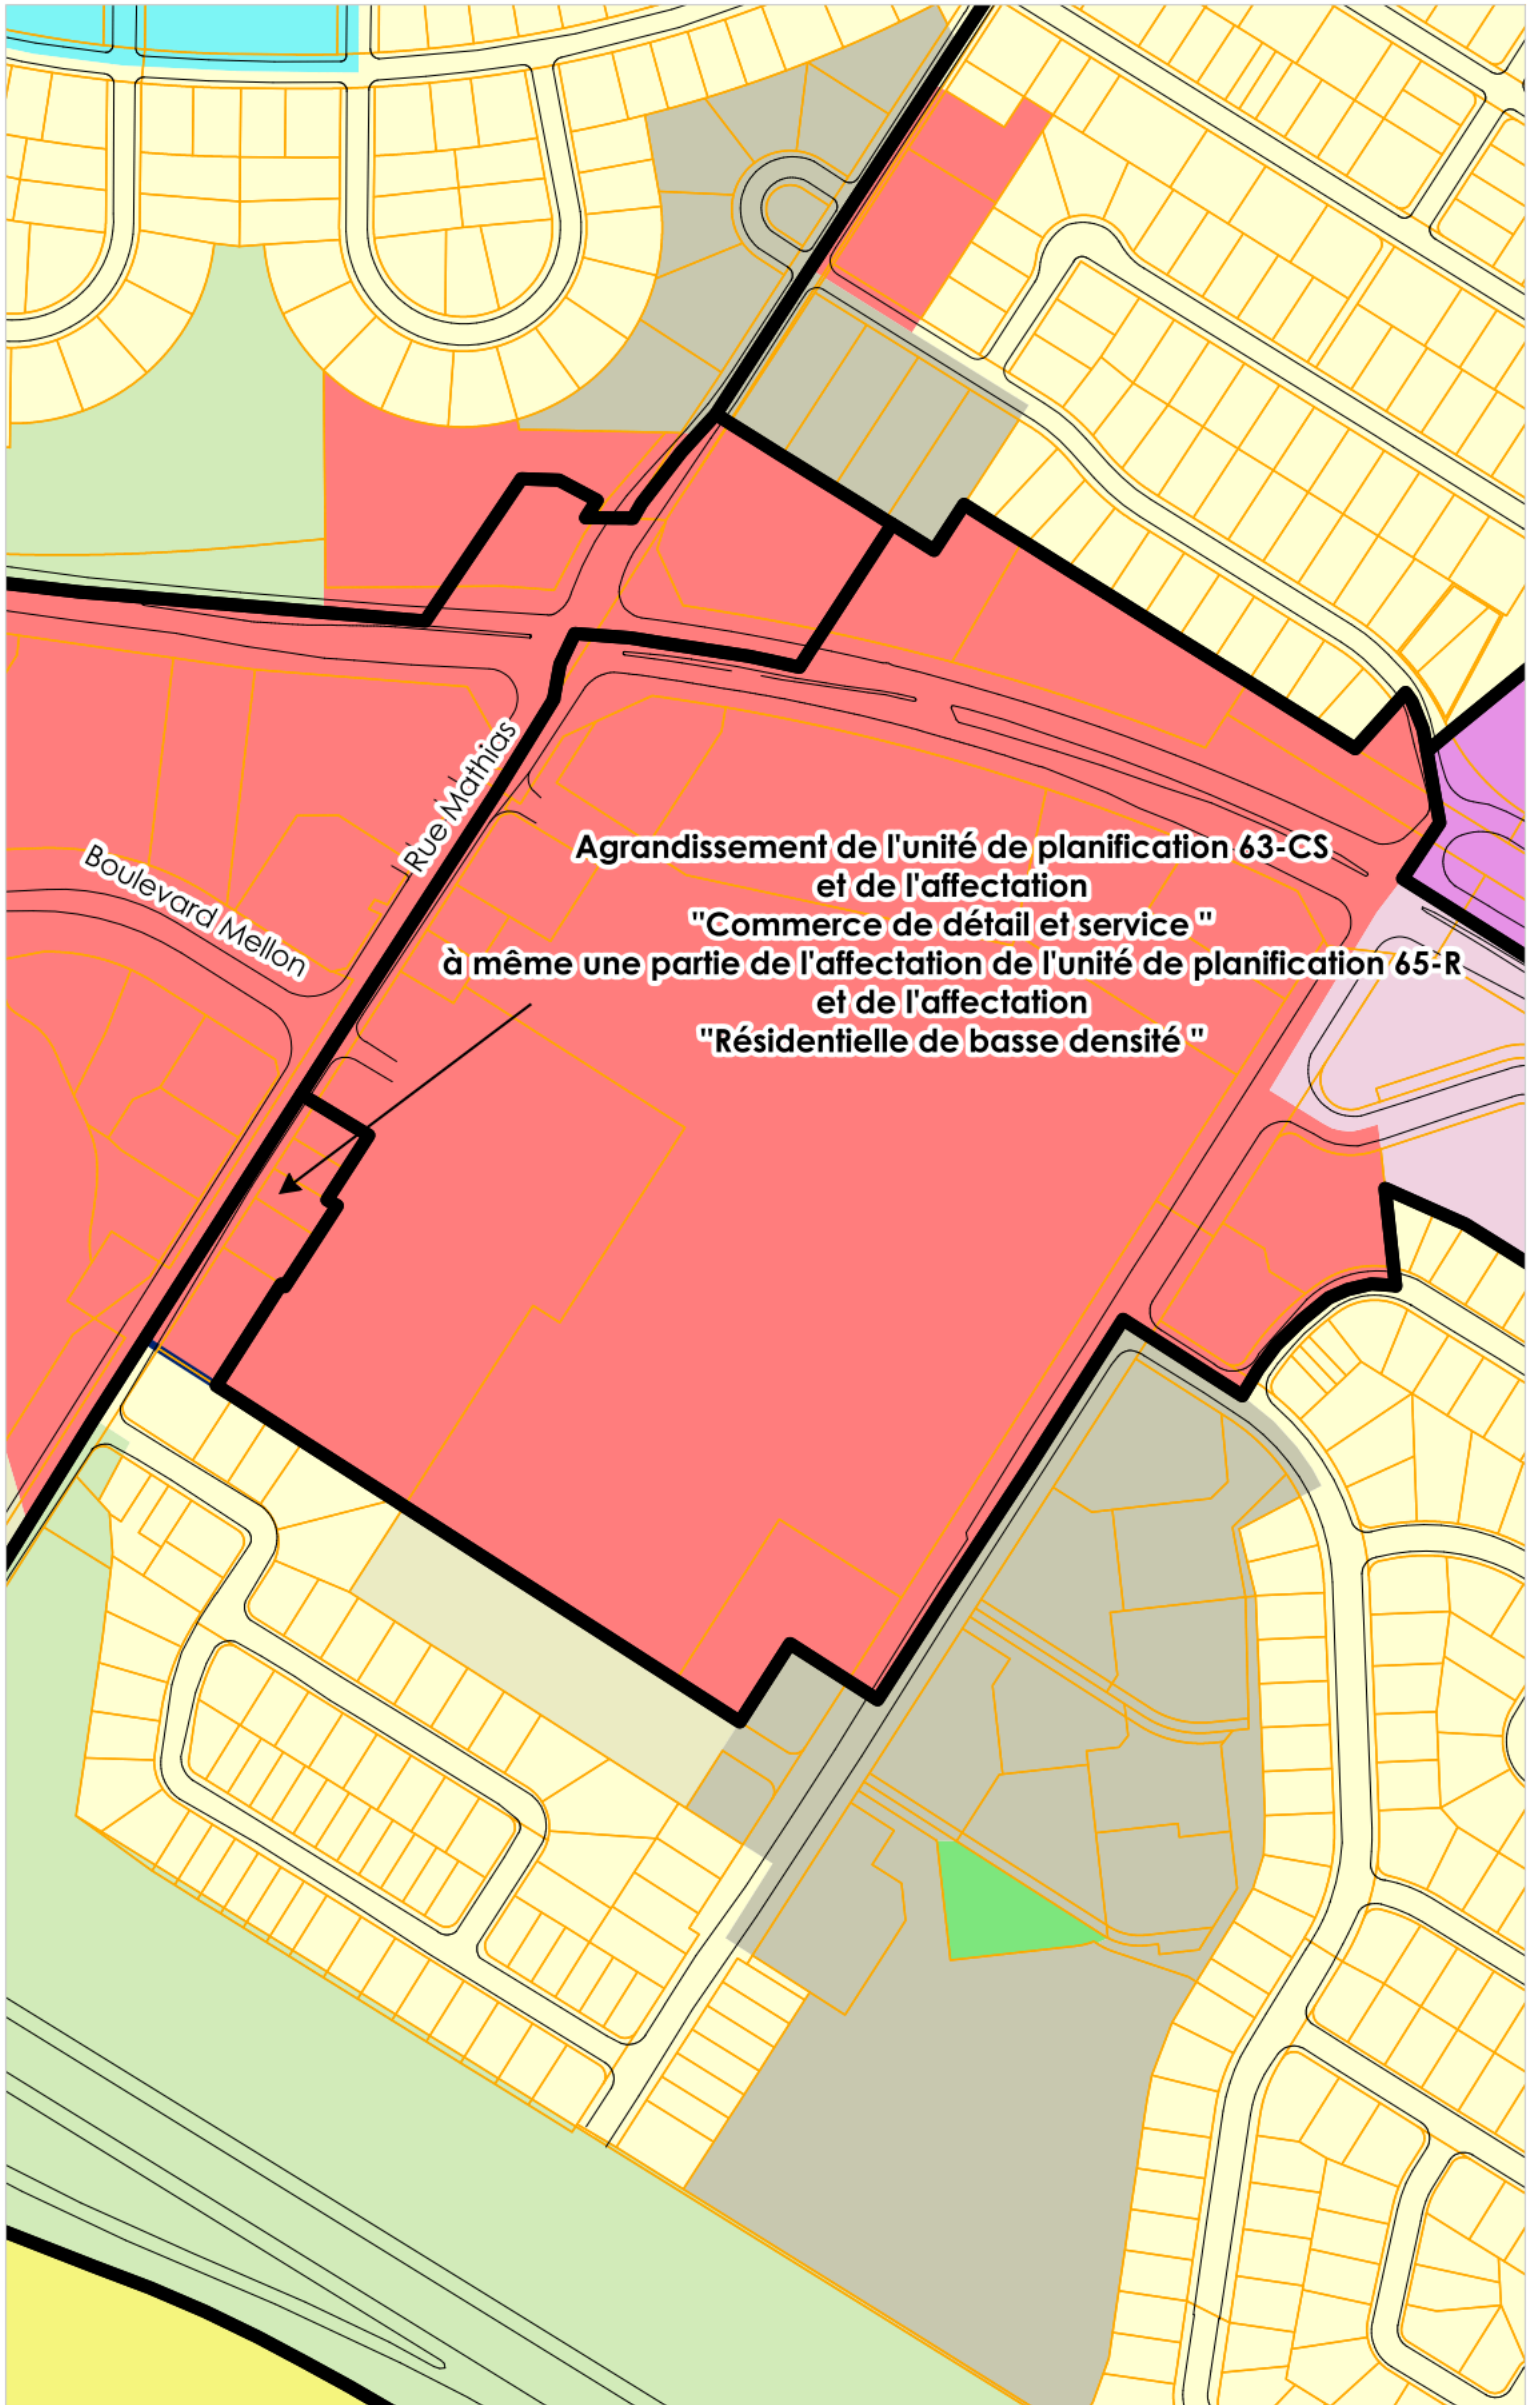 Rue Mathias
Boulevard Mellon
Agrandissement de l'unité de planification 63-CS
et de l'affectation
"Commerce de détail et service "
à même une partie de l'affectation de l'unité de planification 65-R
et de l'affectation
"Résidentielle de basse densité "